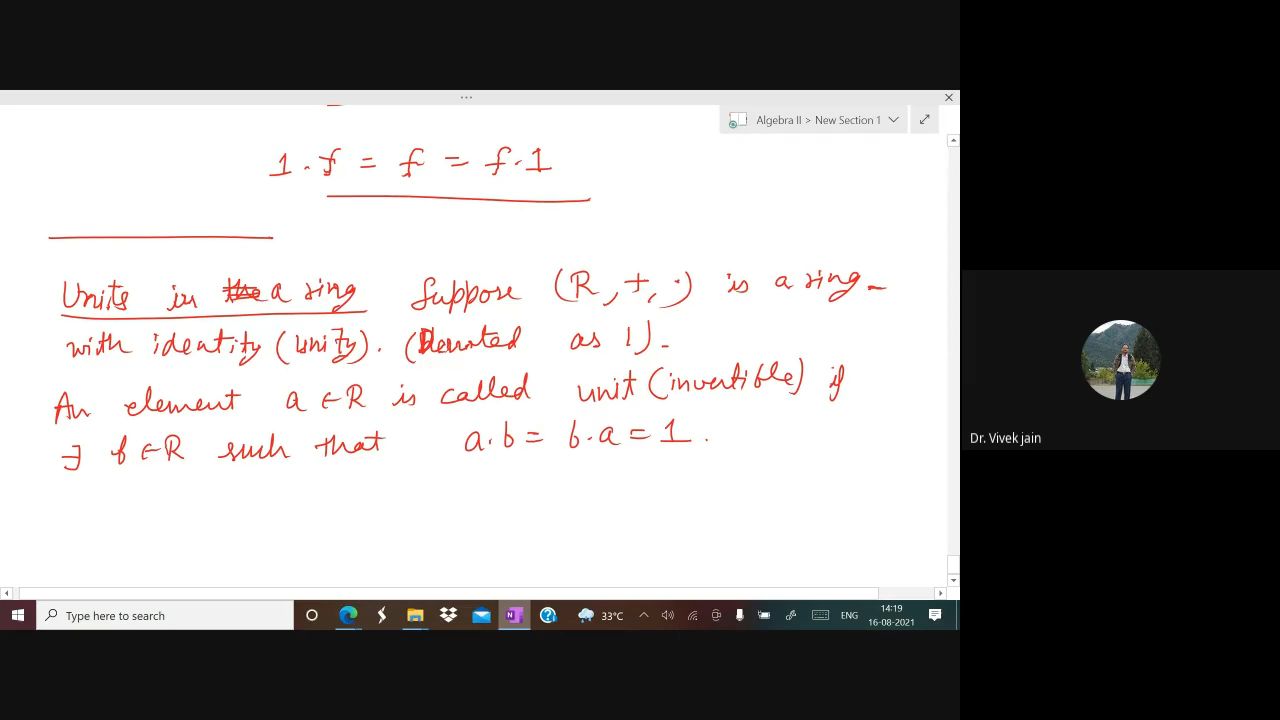 Algebra II > New Section 1
1 . f = f = f . 1
Units in a ring Suppose (R, +, ·) is a ring
with identity (unity). (Denoted as 1).
An element a ∈ R is called unit (invertible) if
∃ b ∈ R such that a · b = b · a = 1 .
Dr. Vivek jain
Type here to search
33°C
ENG
14:19
16-08-2021